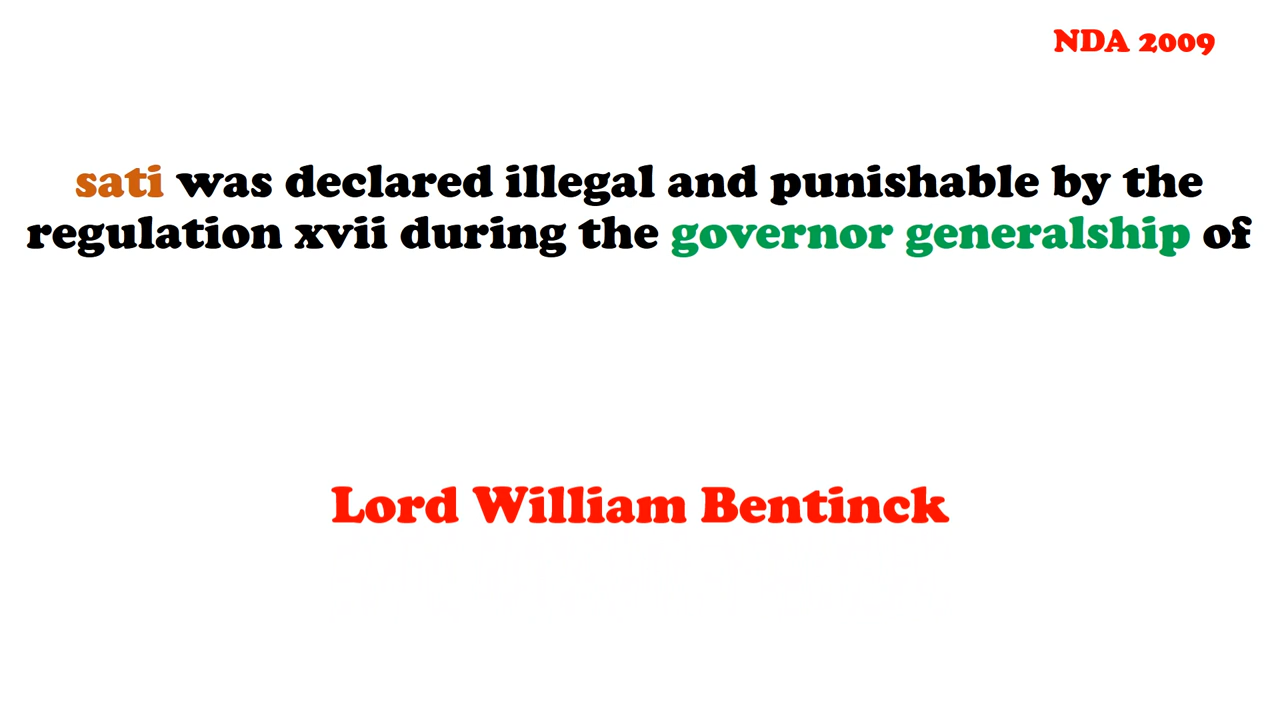 NDA 2009
sati was declared illegal and punishable by the
regulation xvii during the governor generalship of
Lord William Bentinck